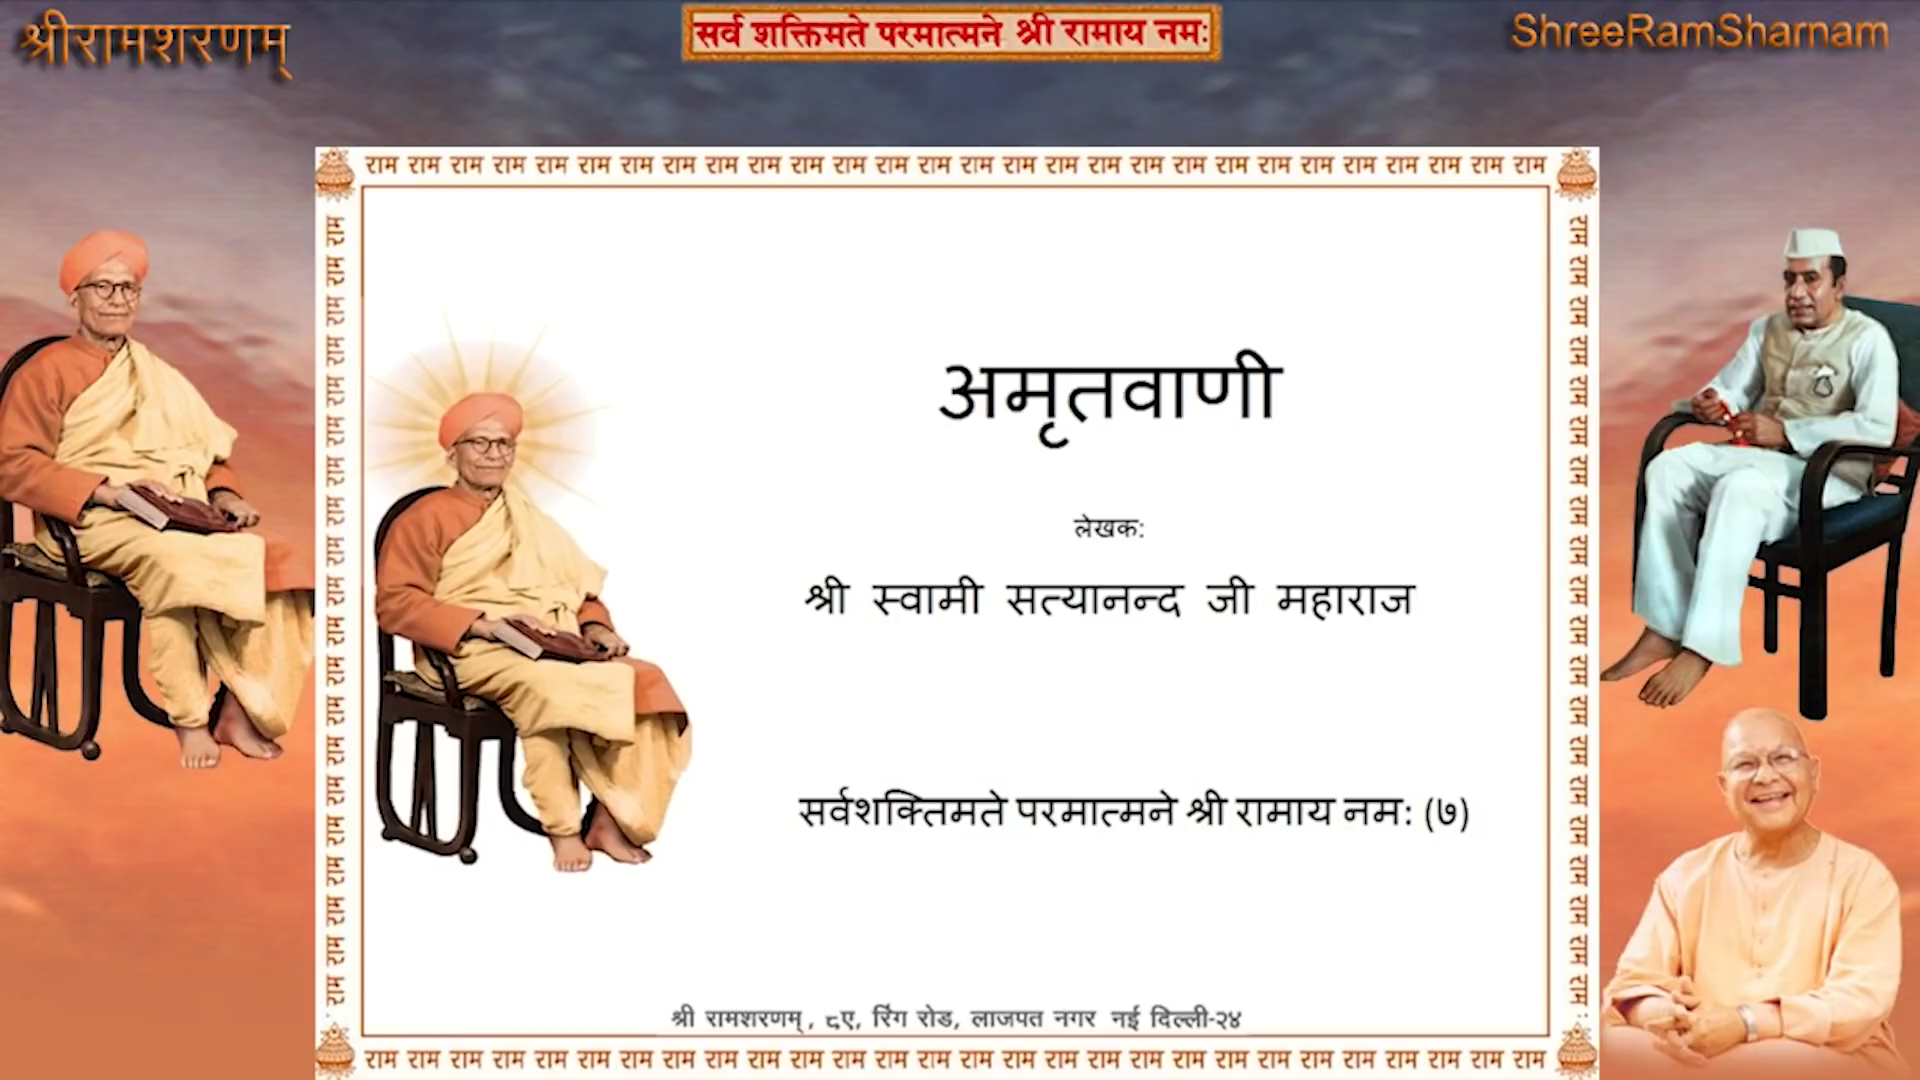 श्रीरामशरणम्
सर्व शक्तिमते परमात्मने श्री रामाय नमः
ShreeRamSharnam
राम राम राम राम राम राम राम राम राम राम राम राम राम राम राम राम राम राम राम राम राम राम राम राम राम राम राम राम
राम राम राम राम राम राम राम राम राम राम राम राम राम राम राम राम राम राम राम राम
राम राम राम राम राम राम राम राम राम राम राम राम राम राम राम राम राम राम राम राम
अमृतवाणी
लेखक:
श्री स्वामी सत्यानन्द जी महाराज
सर्वशक्तिमते परमात्मने श्री रामाय नमः (७)
श्री रामशरणम्, ८ए, रिंग रोड, लाजपत नगर नई दिल्ली-२४
राम राम राम राम राम राम राम राम राम राम राम राम राम राम राम राम राम राम राम राम राम राम राम राम राम राम राम राम